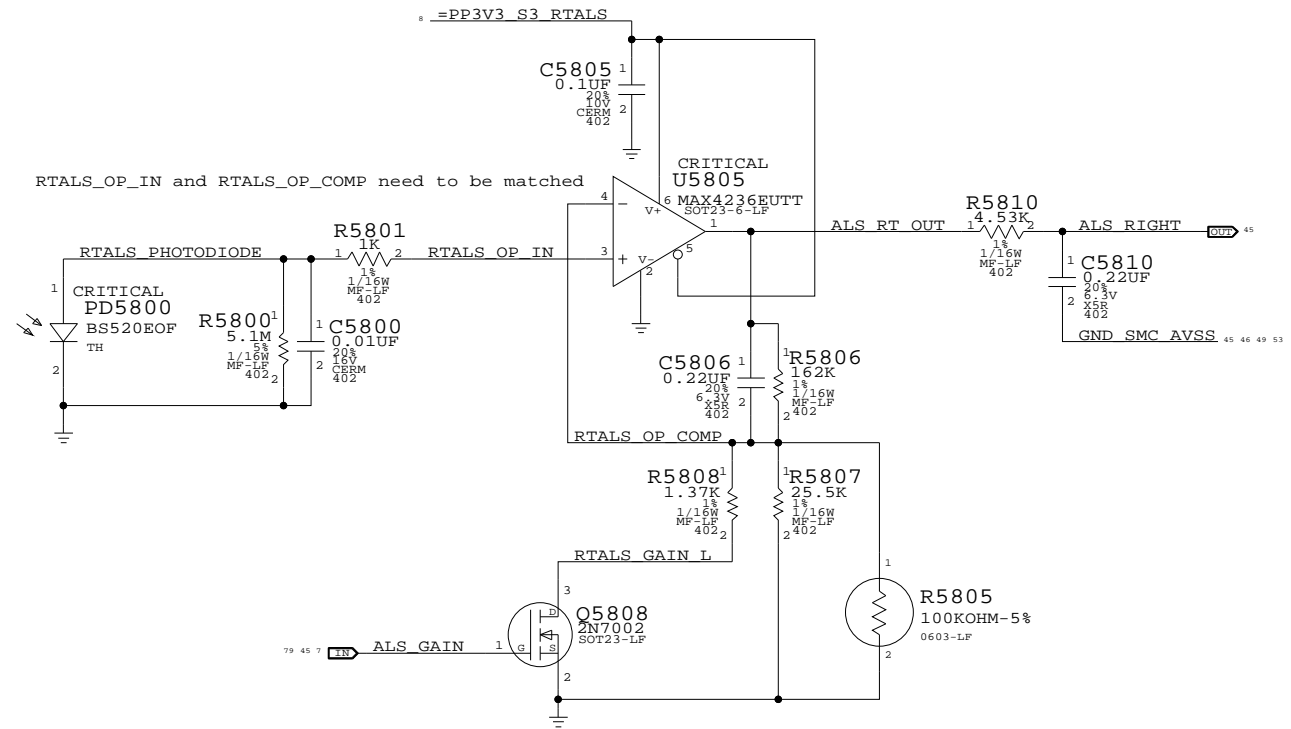 8 =PP3V3_S3_RTALS
C5805 1
0.1UF
20%
10V
CERM 2
402
RTALS_OP_IN and RTALS_OP_COMP need to be matched
CRITICAL
U5805
MAX4236EUTT
SOT23-6-LF
4 − V+ 6
1
5
3 + V- 2
RTALS_PHOTODIODE
R5801
1K
1 2
1%
1/16W
MF-LF
402
RTALS_OP_IN
ALS_RT_OUT
R5810
4.53K
1 2
1%
1/16W
MF-LF
402
ALS_RIGHT
OUT 45
1
CRITICAL
PD5800
BS520EOF
TH
2
R5800 1
5.1M
5%
1/16W
MF-LF
402 2
1
C5800
0.01UF
20%
16V
CERM
402
2
1
C5810
0.22UF
20%
6.3V
X5R
402
2
GND_SMC_AVSS 45 46 49 53
C5806 1
0.22UF
20%
6.3V
X5R
402
2
R5806
162K
1%
1/16W
MF-LF
402
2
RTALS_OP_COMP
R5808 1
1.37K
1%
1/16W
MF-LF
402 2
1 R5807
25.5K
1%
1/16W
MF-LF
402
2
RTALS_GAIN_L
3
Q5808
2N7002
SOT23-LF
D
G
S
1
2
79 45 7 IN ALS_GAIN
1
R5805
100KOHM-5%
0603-LF
2